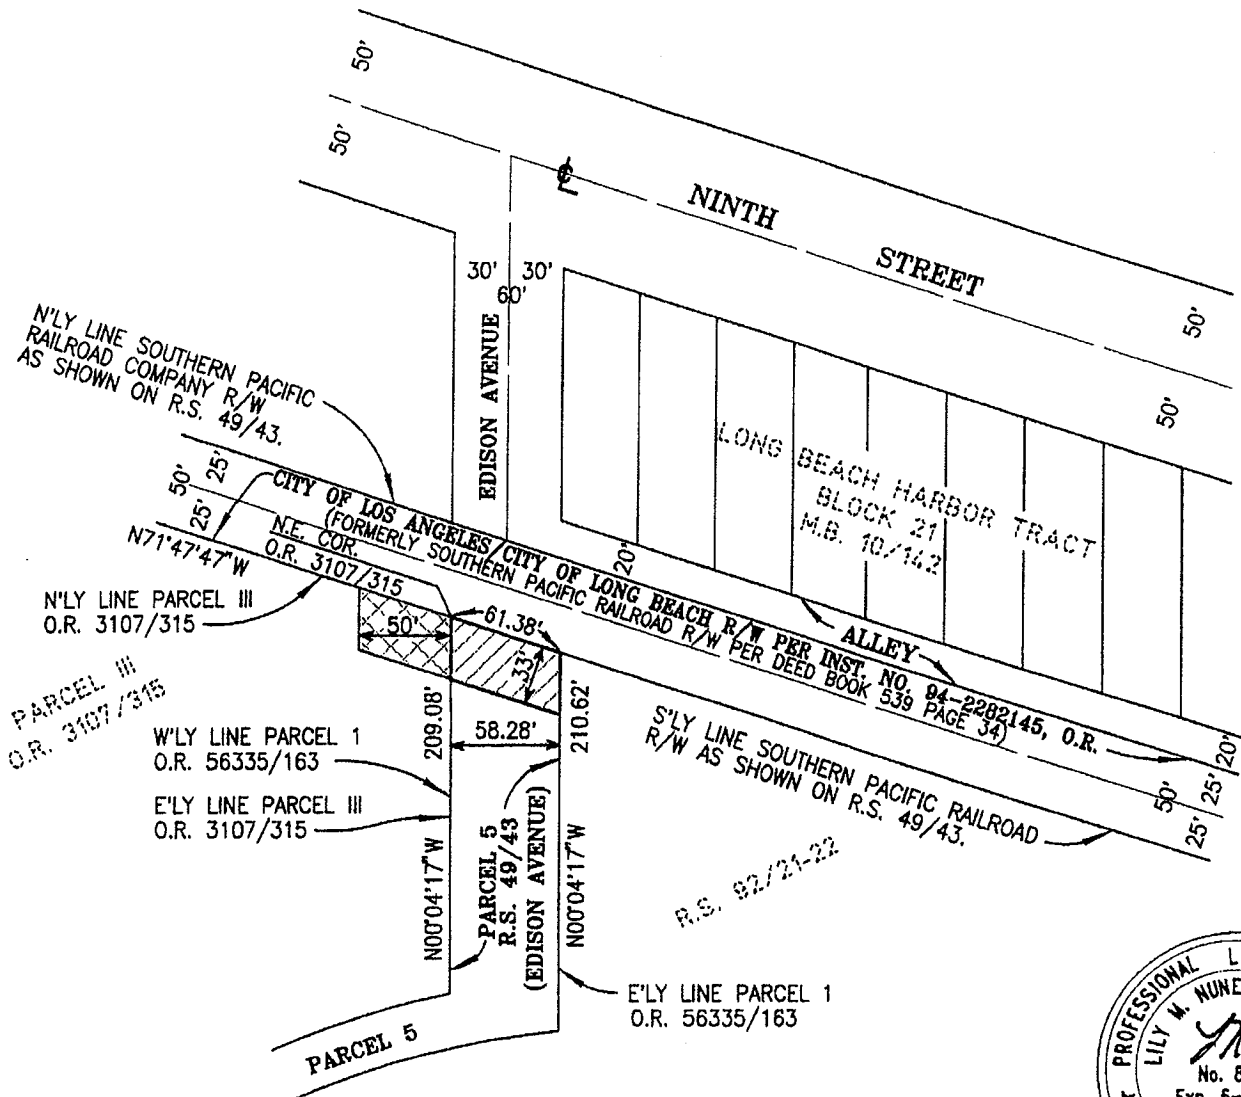 50'
50'
℄
NINTH
STREET
30' 30'
60'
50'
50'
EDISON AVENUE
N'LY LINE SOUTHERN PACIFIC
RAILROAD COMPANY R/W
AS SHOWN ON R.S. 49/43.
LONG BEACH HARBOR TRACT
BLOCK 21
M.B. 10/142
50'
25'
25'
N71°47'47"W
CITY OF LOS ANGELES/CITY OF LONG BEACH R/W PER INST. NO. 94-2282145, O.R.
(FORMERLY SOUTHERN PACIFIC RAILROAD R/W PER DEED BOOK 539 PAGE 34)
20'
ALLEY
N.E. COR.
O.R. 3107/315
N'LY LINE PARCEL III
O.R. 3107/315
50'
61.38'
33'
PARCEL III
O.R. 3107/315
W'LY LINE PARCEL 1
O.R. 56335/163
E'LY LINE PARCEL III
O.R. 3107/315
209.08'
58.28'
210.62'
N00°04'17"W
PARCEL 5
R.S. 49/43
(EDISON AVENUE)
N00°04'17"W
S'LY LINE SOUTHERN PACIFIC RAILROAD
R/W AS SHOWN ON R.S. 49/43.
20'
25'
50'
25'
R.S. 92/21-22
E'LY LINE PARCEL 1
O.R. 56335/163
PARCEL 5
PROFESSIONAL L
LILY M. NUNE
No. 8
Exp. 6-